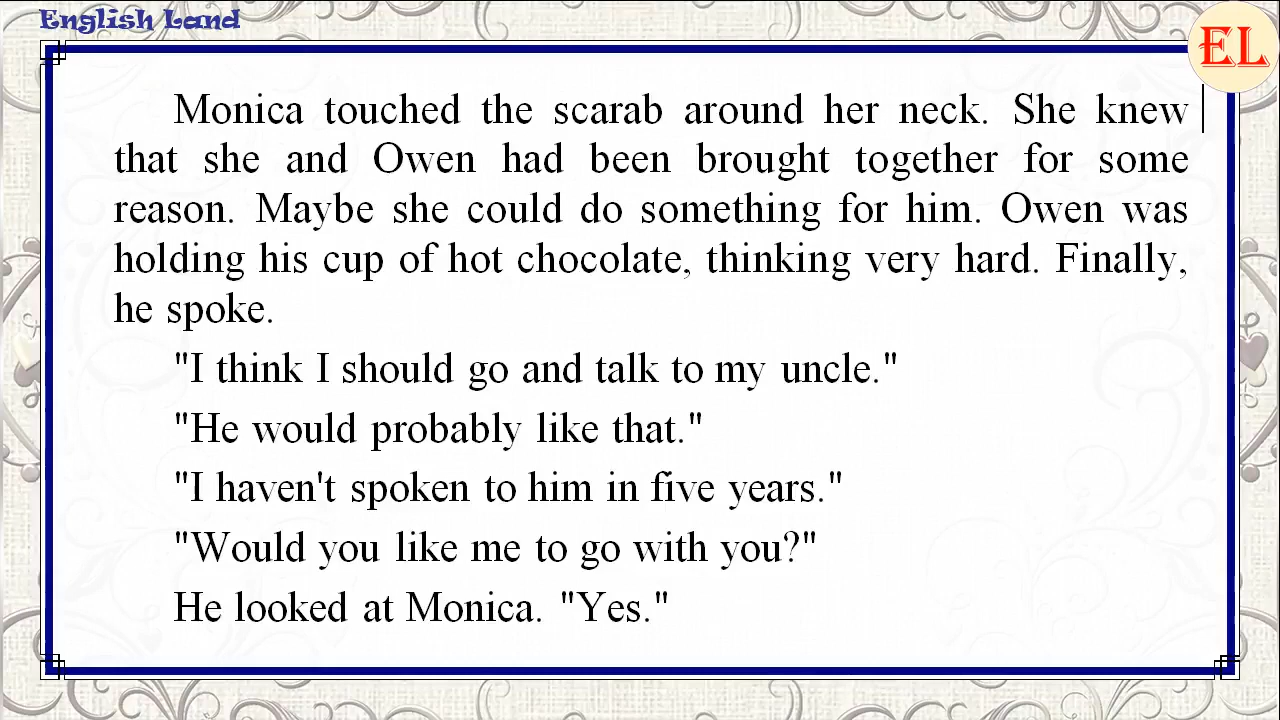 English Land
EL
Monica touched the scarab around her neck. She knew
that she and Owen had been brought together for some
reason. Maybe she could do something for him. Owen was
holding his cup of hot chocolate, thinking very hard. Finally,
he spoke.
"I think I should go and talk to my uncle."
"He would probably like that."
"I haven't spoken to him in five years."
"Would you like me to go with you?"
He looked at Monica. "Yes."